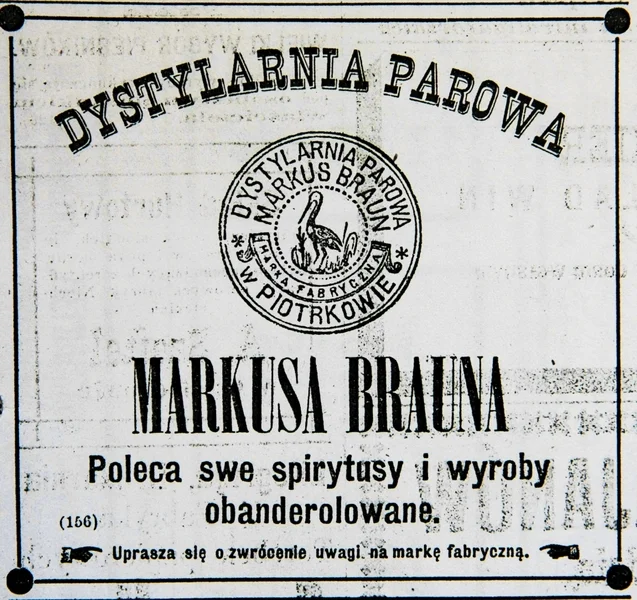 DYSTYLARNIA PAROWA
DYSTYLARNIA PAROWA
MARKUS BRAUN
MARKA FABRYCZNA
* W PIOTRKOWIE *
MARKUSA BRAUNA
Poleca swe spirytusy i wyroby
obanderolowane.
(156)
Uprasza się o zwrócenie uwagi na markę fabryczną.